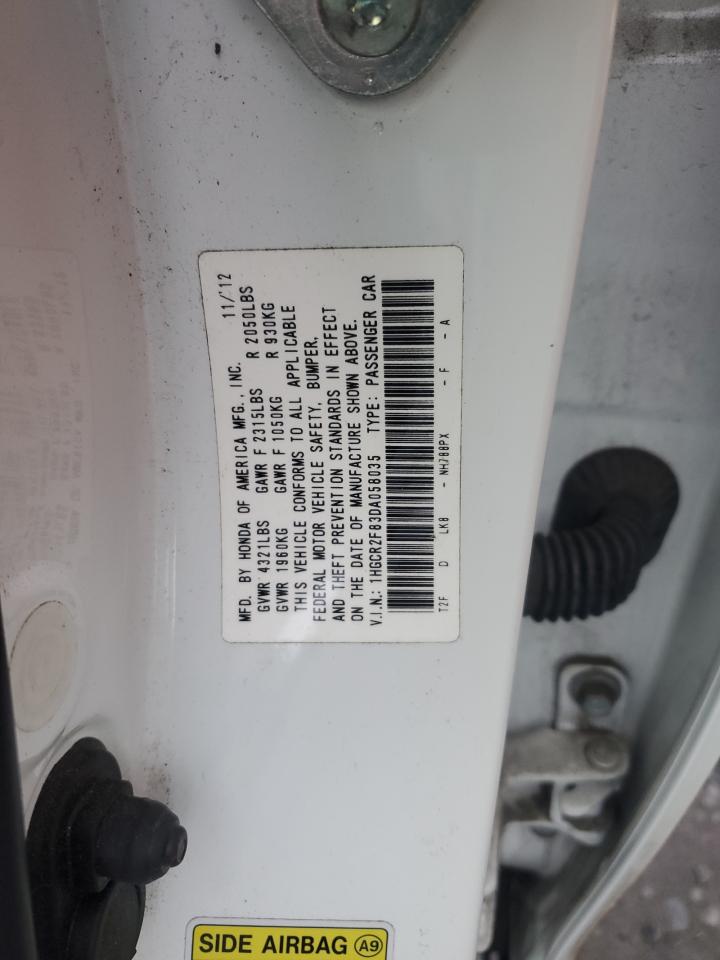 MFD. BY HONDA OF AMERICA MFG., INC. 11/'12
GVWR 4321LBS GAWR F 2315LBS R 2050LBS
GVWR 1960KG GAWR F 1050KG R 930KG
THIS VEHICLE CONFORMS TO ALL APPLICABLE
FEDERAL MOTOR VEHICLE SAFETY, BUMPER,
AND THEFT PREVENTION STANDARDS IN EFFECT
ON THE DATE OF MANUFACTURE SHOWN ABOVE.
V.I.N.: 1HGCR2F83DA058035 TYPE: PASSENGER CAR
T2F D LK8 - NH788PX - F - A
SIDE AIRBAG A9